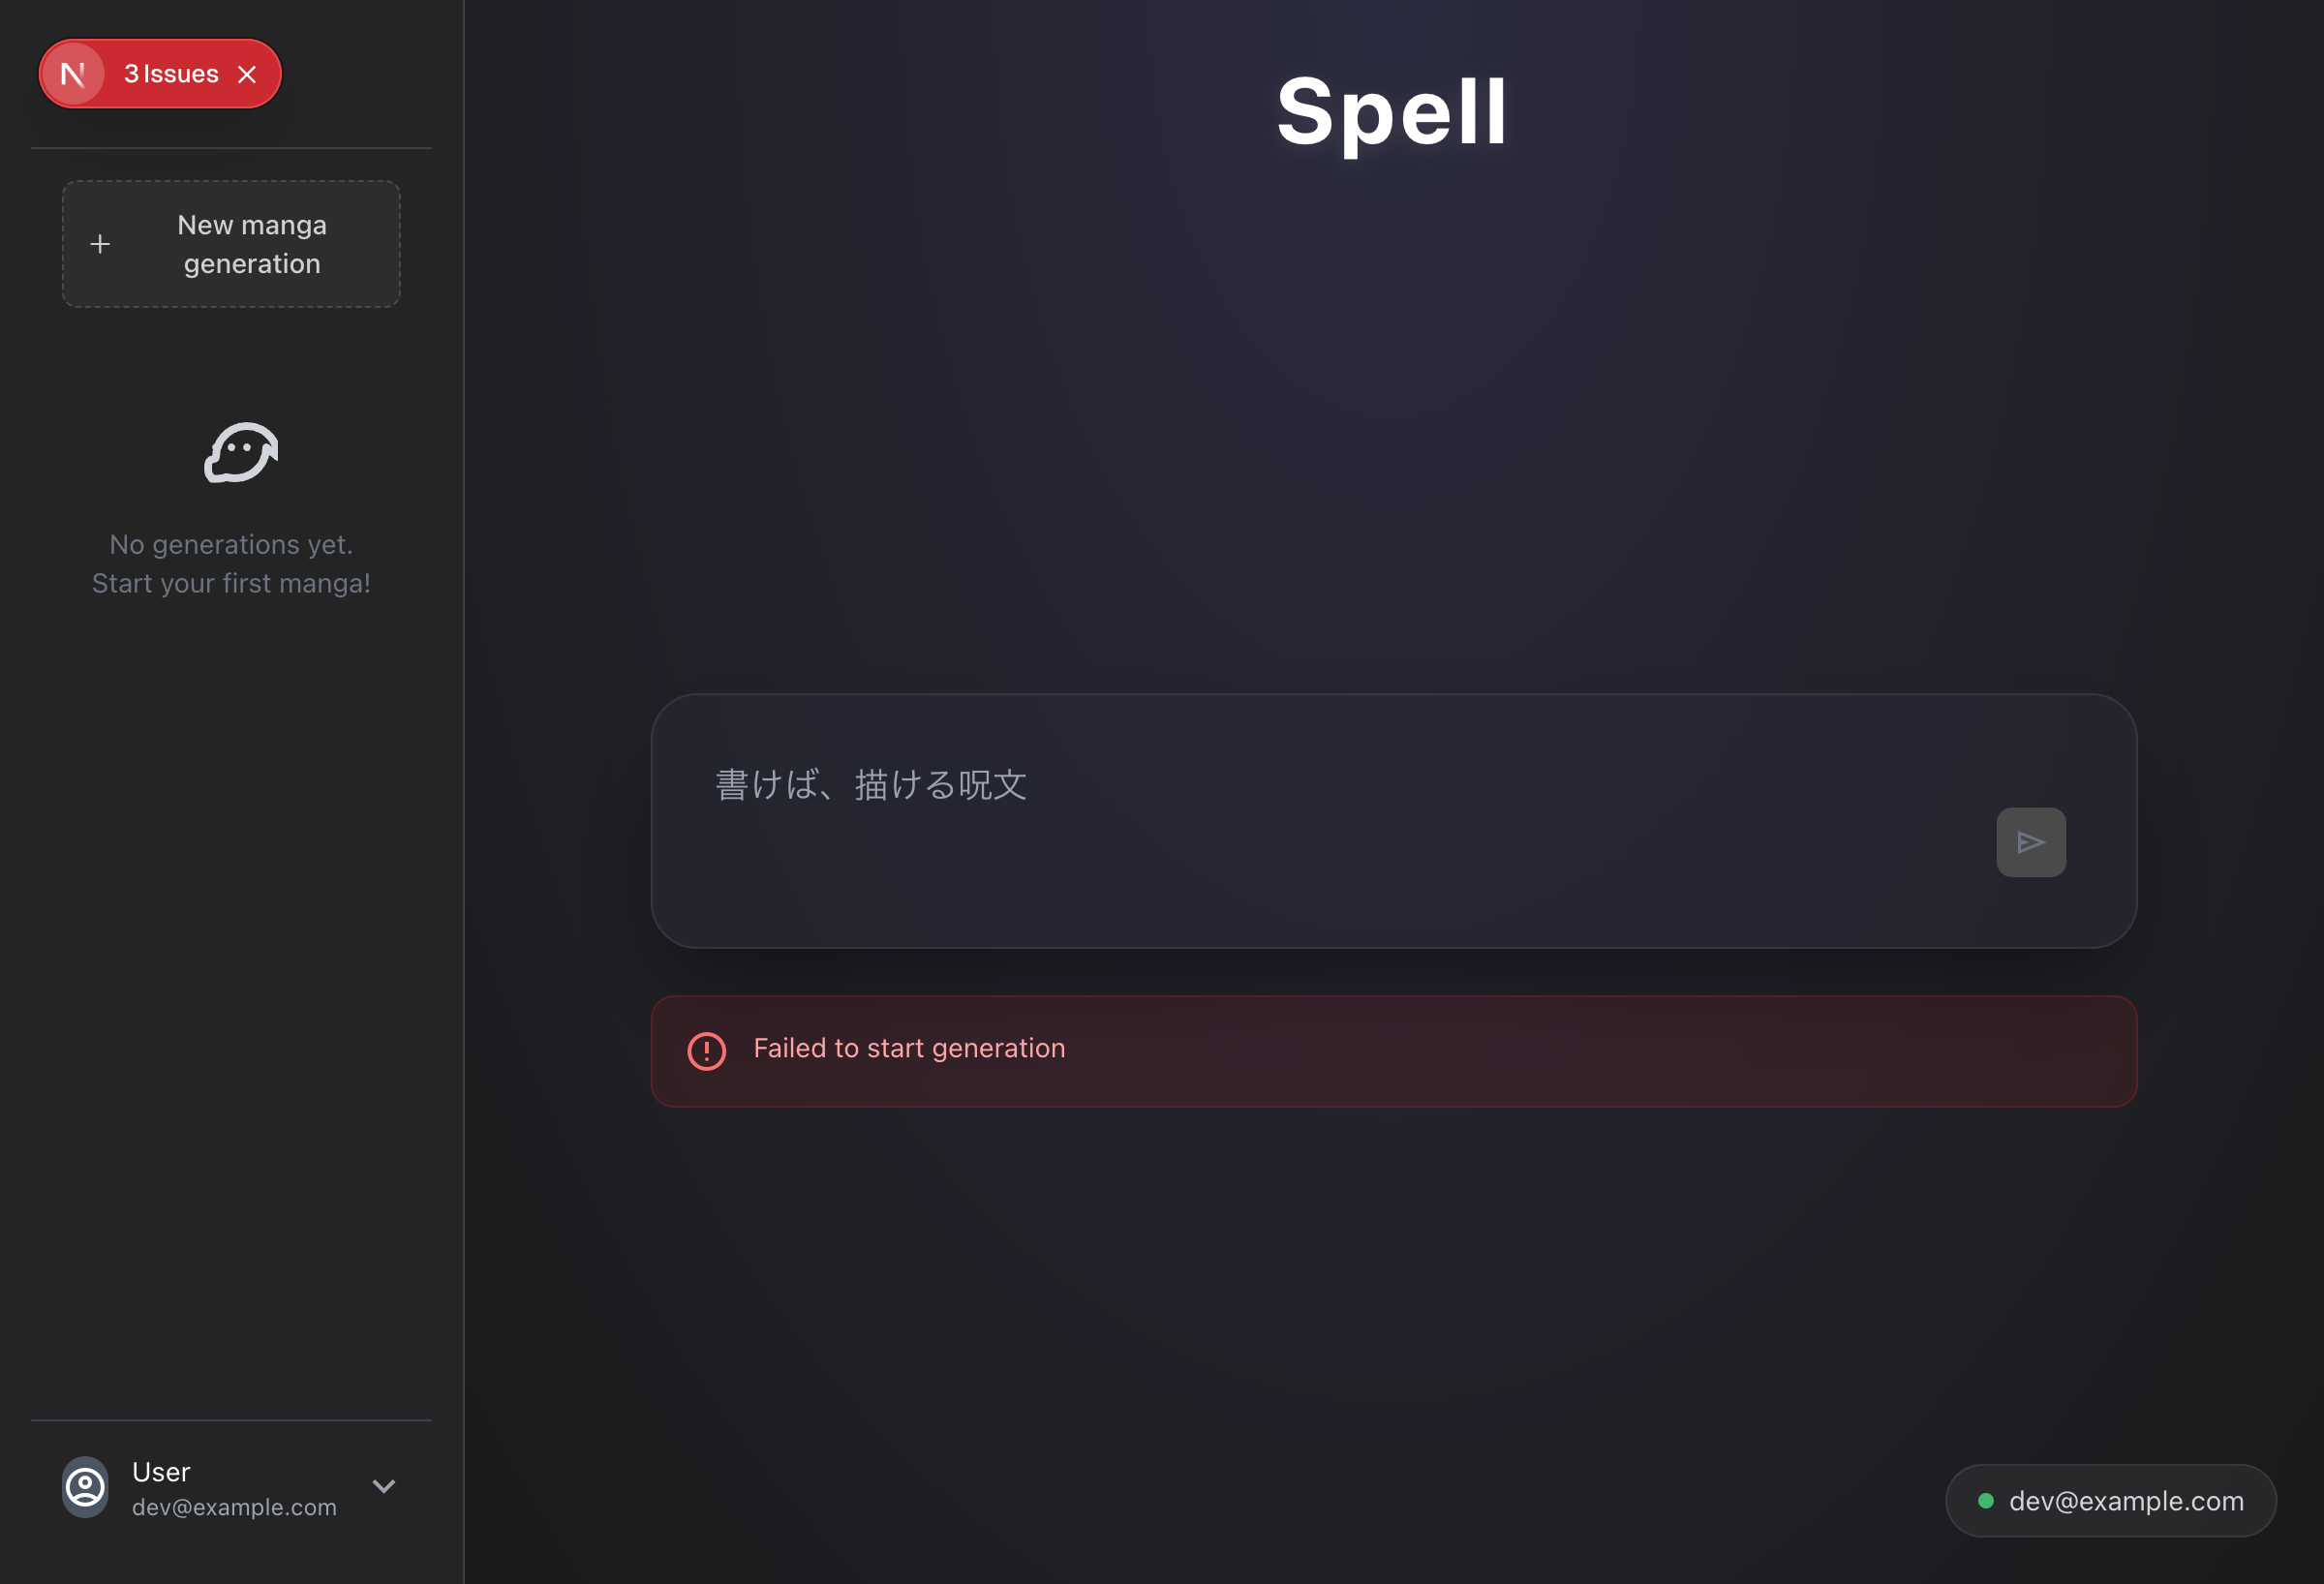 N
3 Issues
New manga
generation
No generations yet.
Start your first manga!
User
dev@example.com
Spell
書けば、描ける呪文
Failed to start generation
dev@example.com